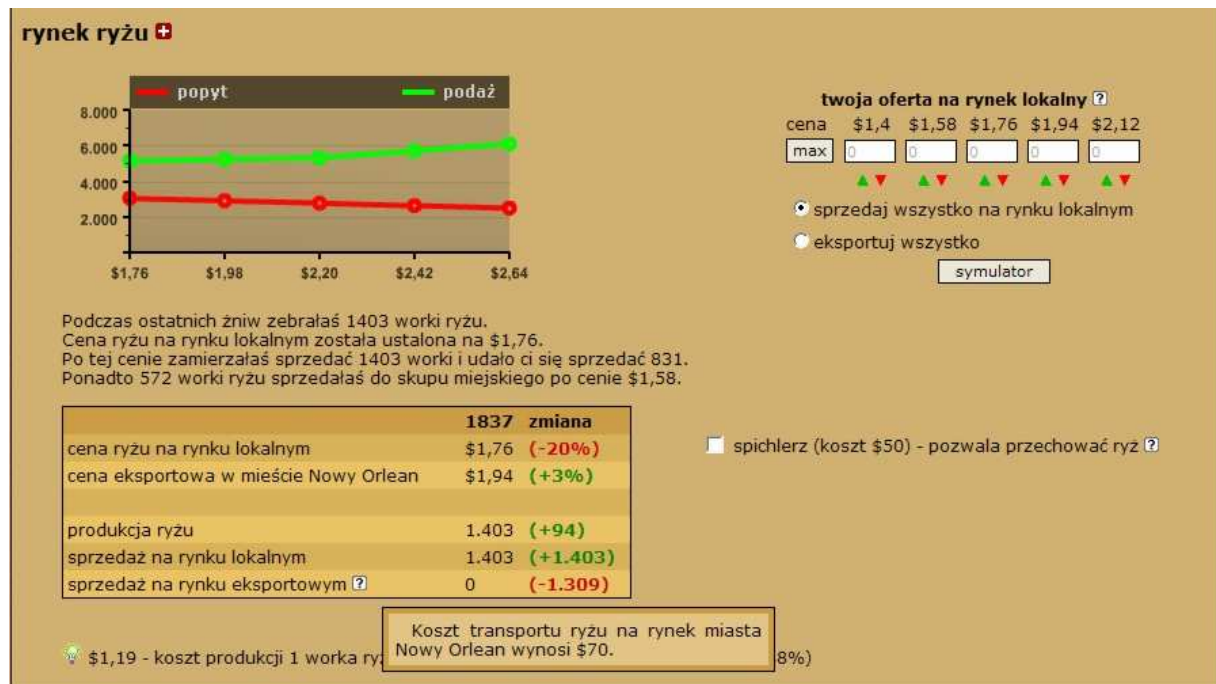 rynek ryżu
popyt
podaż
8.000
6.000
4.000
2.000
$1,76 $1,98 $2,20 $2,42 $2,64
twoja oferta na rynek lokalny ?
cena $1,4 $1,58 $1,76 $1,94 $2,12
max 0 0 0 0 0
sprzedaj wszystko na rynku lokalnym
eksportuj wszystko
symulator
Podczas ostatnich żniw zebrałaś 1403 worki ryżu.
Cena ryżu na rynku lokalnym została ustalona na $1,76.
Po tej cenie zamierzałaś sprzedać 1403 worki i udało ci się sprzedać 831.
Ponadto 572 worki ryżu sprzedałaś do skupu miejskiego po cenie $1,58.
1837 zmiana
cena ryżu na rynku lokalnym $1,76 (-20%)
cena eksportowa w mieście Nowy Orlean $1,94 (+3%)
produkcja ryżu 1.403 (+94)
sprzedaż na rynku lokalnym 1.403 (+1.403)
sprzedaż na rynku eksportowym ? 0 (-1.309)
spichlerz (koszt $50) - pozwala przechować ryż ?
Koszt transportu ryżu na rynek miasta
Nowy Orlean wynosi $70.
$1,19 - koszt produkcji 1 worka ry 8%)